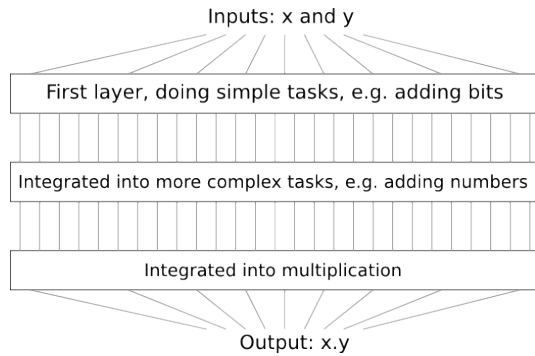 Inputs: x and y
First layer, doing simple tasks, e.g. adding bits
Integrated into more complex tasks, e.g. adding numbers
Integrated into multiplication
Output: x.y